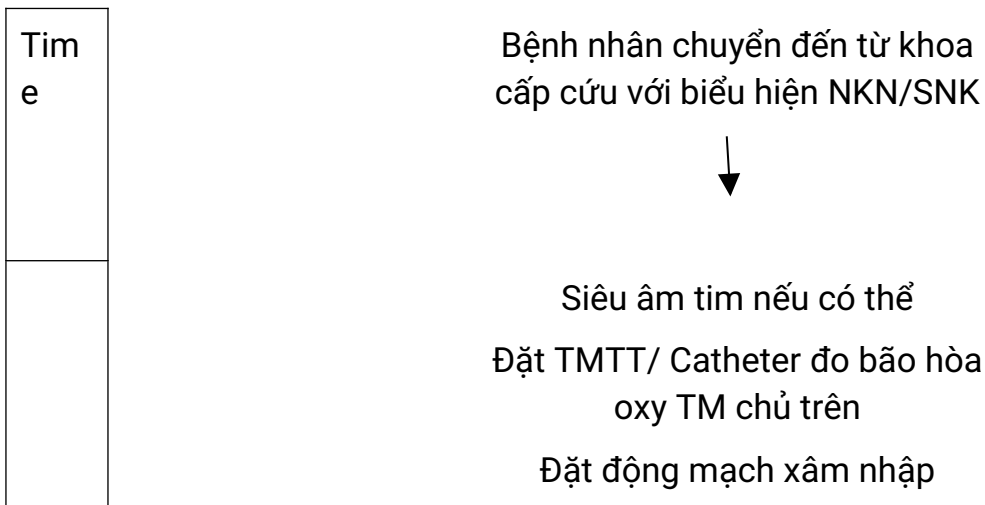 Tim
e
Bệnh nhân chuyển đến từ khoa
cấp cứu với biểu hiện NKN/SNK
Siêu âm tim nếu có thể
Đặt TMTT/ Catheter đo bão hòa
oxy TM chủ trên
Đặt động mạch xâm nhập